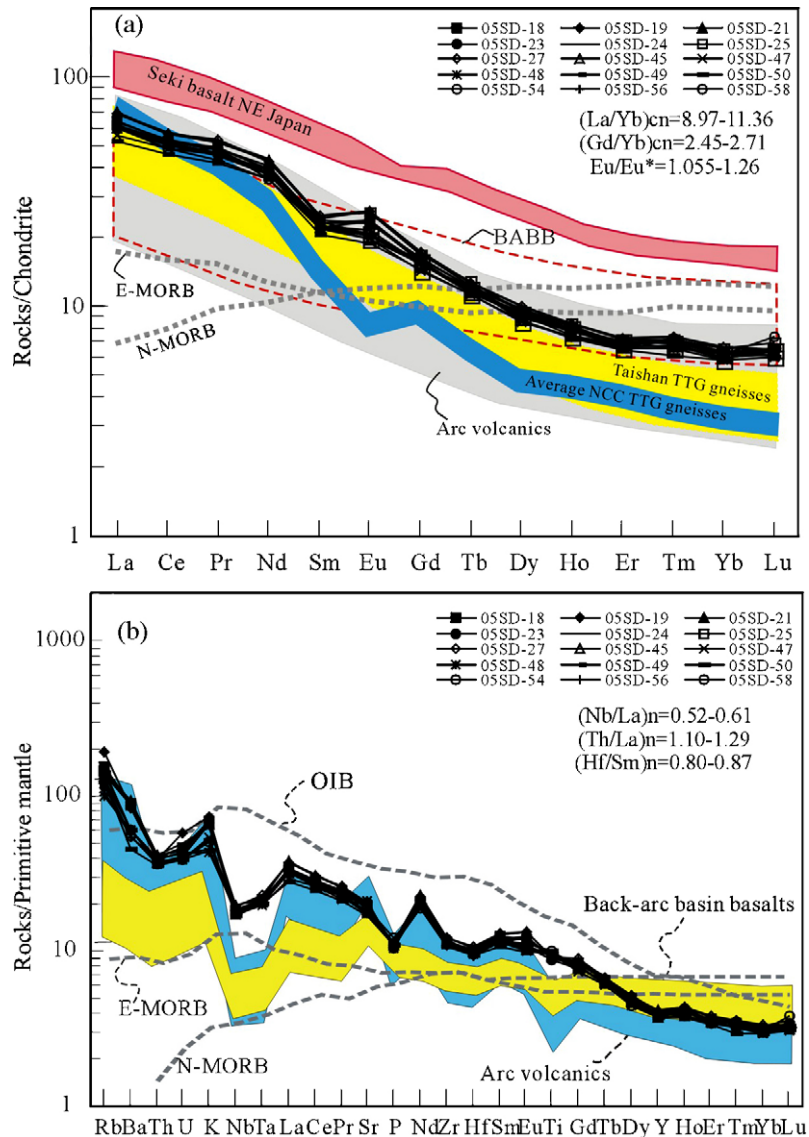 (a)
05SD-18 05SD-19 05SD-21
05SD-23 05SD-24 05SD-25
05SD-27 05SD-45 05SD-47
05SD-48 05SD-49 05SD-50
05SD-54 05SD-56 05SD-58
(La/Yb)cn=8.97-11.36
(Gd/Yb)cn=2.45-2.71
Eu/Eu*=1.055-1.26
100
10
1
Rocks/Chondrite
Seki basalt NE Japan
BABB
E-MORB
N-MORB
Taishan TTG gneisses
Average NCC TTG gneisses
Arc volcanics
La Ce Pr Nd Sm Eu Gd Tb Dy Ho Er Tm Yb Lu
(b)
05SD-18 05SD-19 05SD-21
05SD-23 05SD-24 05SD-25
05SD-27 05SD-45 05SD-47
05SD-48 05SD-49 05SD-50
05SD-54 05SD-56 05SD-58
(Nb/La)n=0.52-0.61
(Th/La)n=1.10-1.29
(Hf/Sm)n=0.80-0.87
1000
100
10
1
Rocks/Primitive mantle
OIB
Back-arc basin basalts
E-MORB
N-MORB
Arc volcanics
Rb Ba Th U K Nb Ta La Ce Pr Sr P Nd Zr Hf Sm Eu Ti Gd Tb Dy Y Ho Er Tm Yb Lu